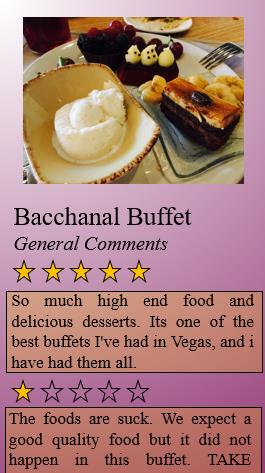 Bacchanal Buffet
General Comments
So much high end food and
delicious desserts. Its one of the
best buffets I've had in Vegas, and i
have had them all.
The foods are suck. We expect a
good quality food but it did not
happen in this buffet. TAKE